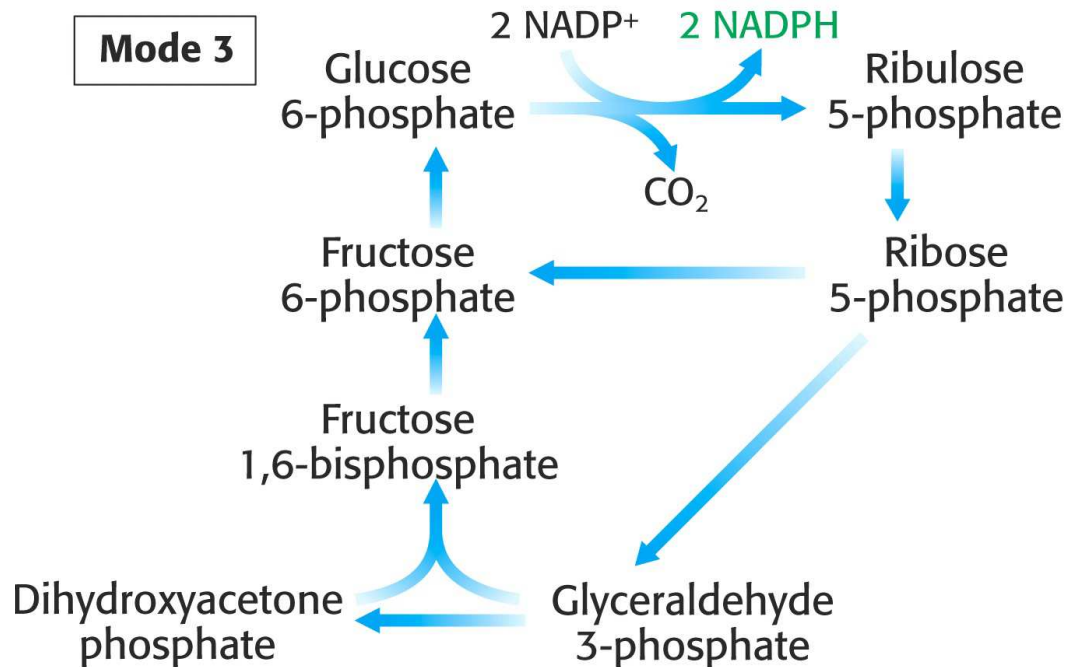 Mode 3
2 NADP⁺ 2 NADPH
Glucose
6-phosphate
Ribulose
5-phosphate
CO₂
Fructose
6-phosphate
Ribose
5-phosphate
Fructose
1,6-bisphosphate
Dihydroxyacetone
phosphate
Glyceraldehyde
3-phosphate